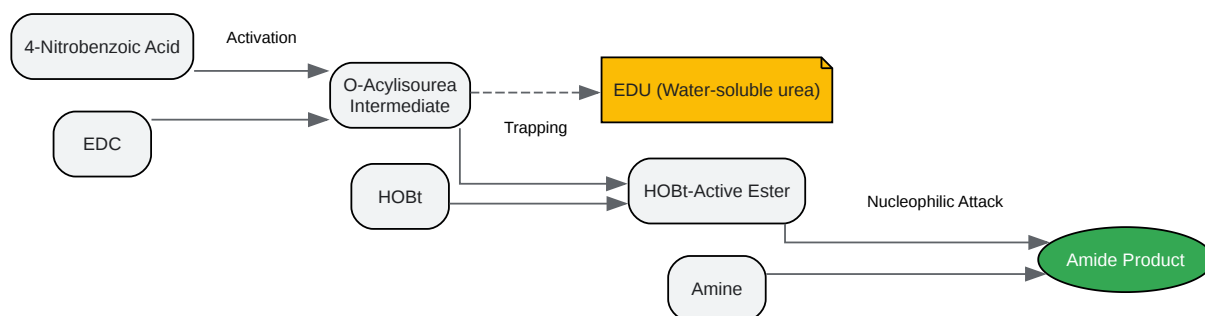 4-Nitrobenzoic Acid
Activation
EDC
O-Acylisourea
Intermediate
EDU (Water-soluble urea)
Trapping
HOBt
HOBt-Active Ester
Nucleophilic Attack
Amine
Amide Product